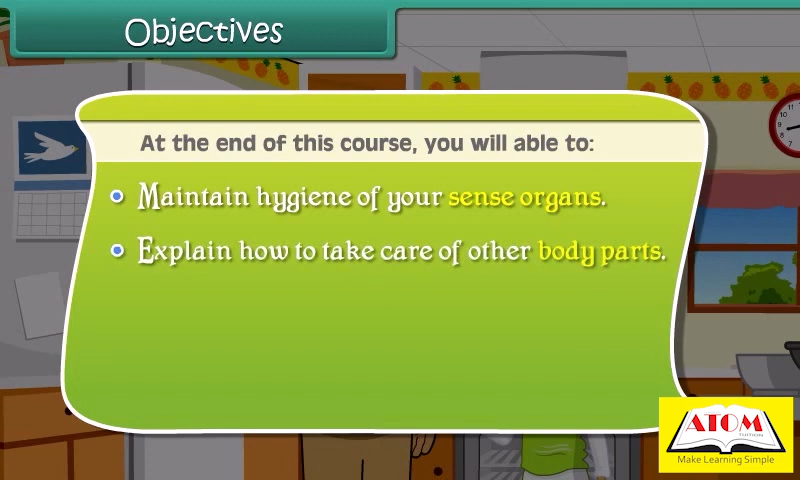 Objectives
At the end of this course, you will able to:
Maintain hygiene of your sense organs.
Explain how to take care of other body parts.
ATOM
TUITION
Make Learning Simple